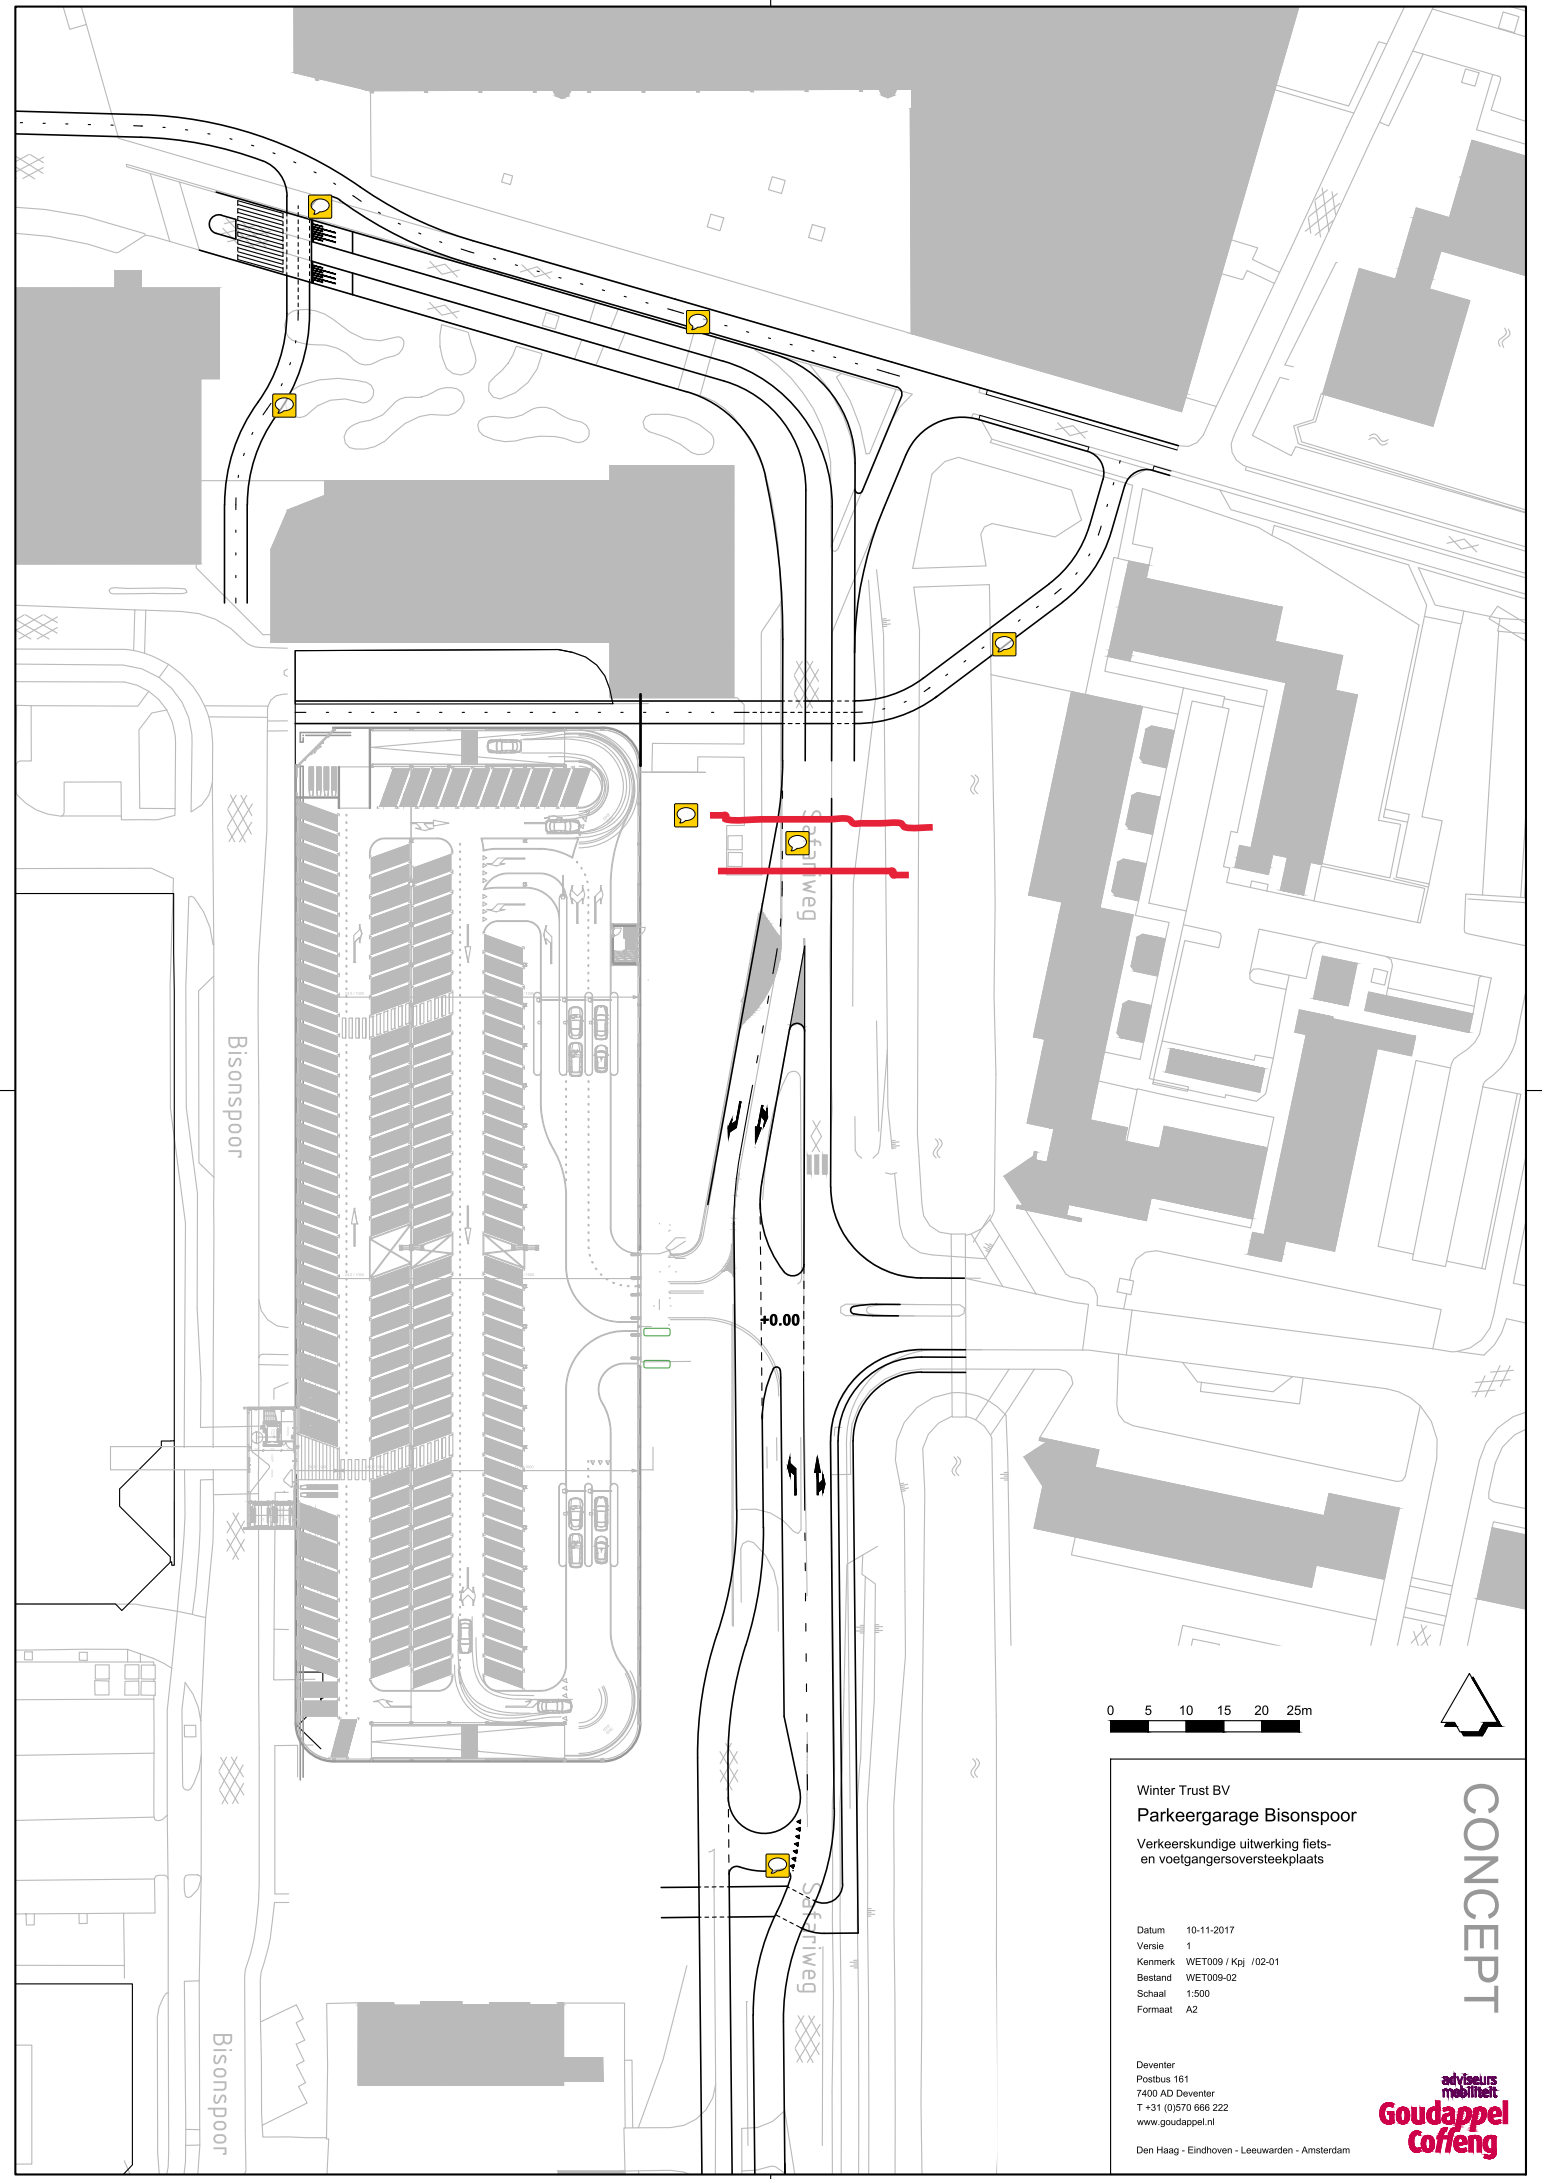 Safariweg
Bisonspoor
+0.00
0 5 10 15 20 25m
Winter Trust BV
Parkeergarage Bisonspoor
Verkeerskundige uitwerking fiets-
en voetgangersoversteekplaats
CONCEPT
Datum 10-11-2017
Versie 1
Kenmerk WET009 / Kpj /02-01
Bestand WET009-02
Schaal 1:500
Formaat A2
Safariweg
Bisonspoor
Deventer
Postbus 161
7400 AD Deventer
T +31 (0)570 666 222
www.goudappel.nl
Den Haag - Eindhoven - Leeuwarden - Amsterdam
adviseurs
mobiliteit
Goudappel
Coffeng